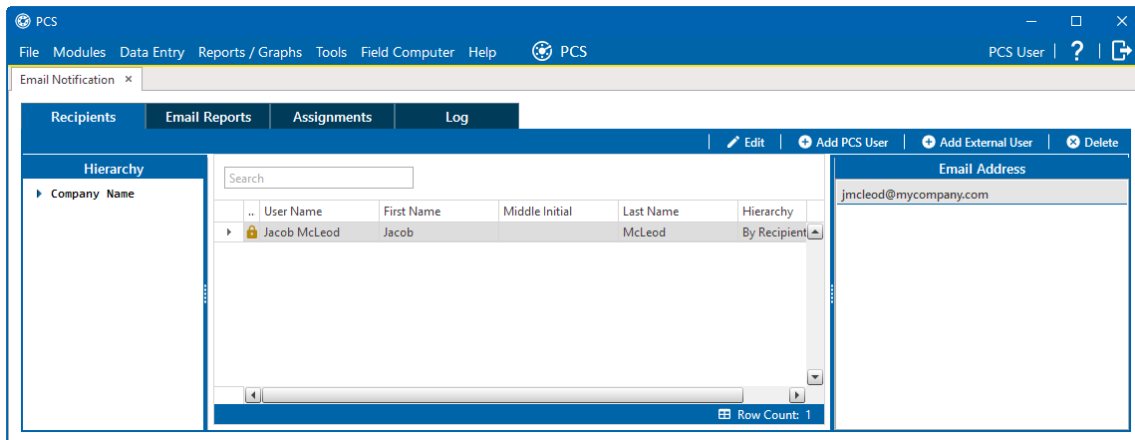 PCS
File Modules Data Entry Reports / Graphs Tools Field Computer Help PCS PCS User | ? |
Email Notification ×
Recipients Email Reports Assignments Log
| Edit | Add PCS User | Add External User | Delete
Hierarchy
Company Name
Search
.. User Name First Name Middle Initial Last Name Hierarchy
Jacob McLeod Jacob McLeod By Recipient
Row Count: 1
Email Address
jmcleod@mycompany.com